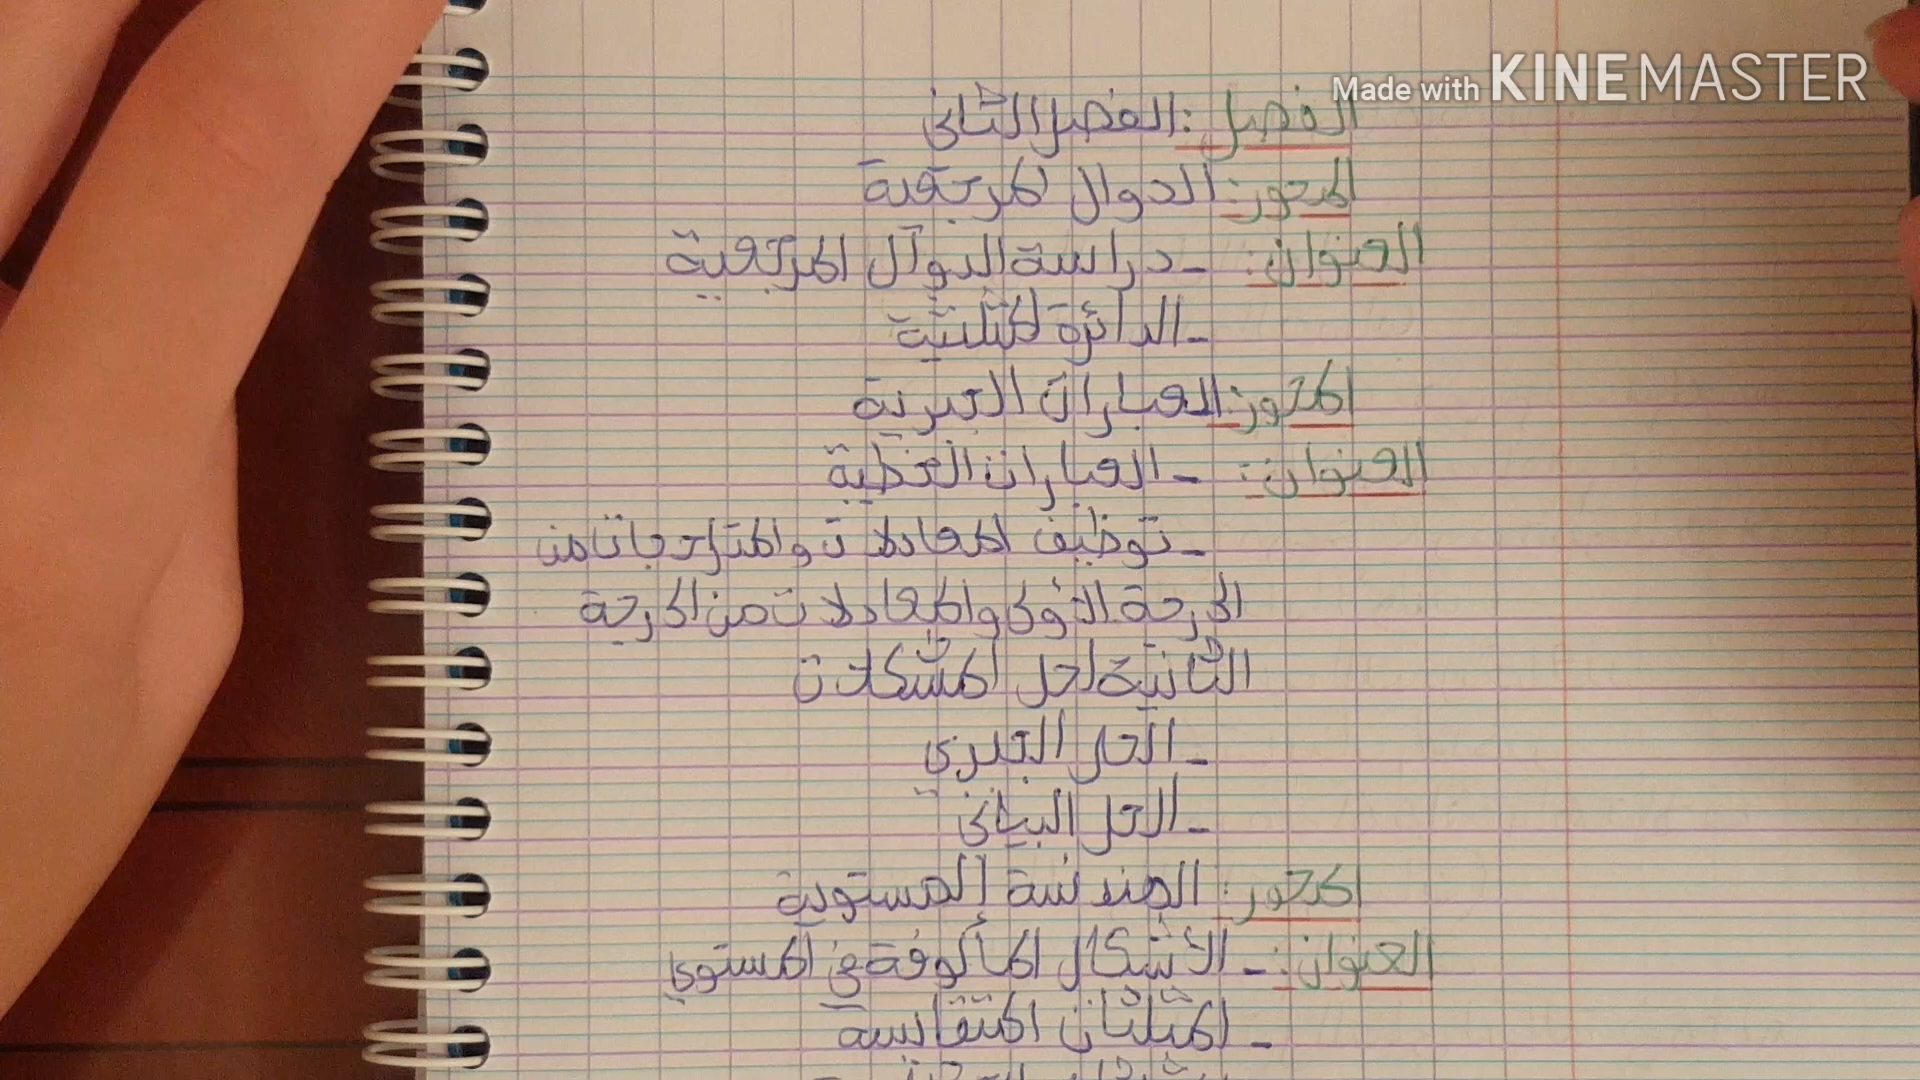 Made with KINEMASTER
الفصل: الفصل الثاني
المحور: الدوال المرجعية
العنوان: - دراسة الدوال المرجعية
- الدائرة المثلثية
المحور: العبارات الجبرية
العنوان: - العبارات الخطية
- توظيف المعادلات والمتراجحات من
الدرجة الأولى والمعادلات من الدرجة
الثانية لحل المشكلات
- الحل الجبري
- الحل البياني
المحور: الهندسة المستوية
العنوان: - الأشكال المألوفة في المستوي
- المثلثان المتقايسة